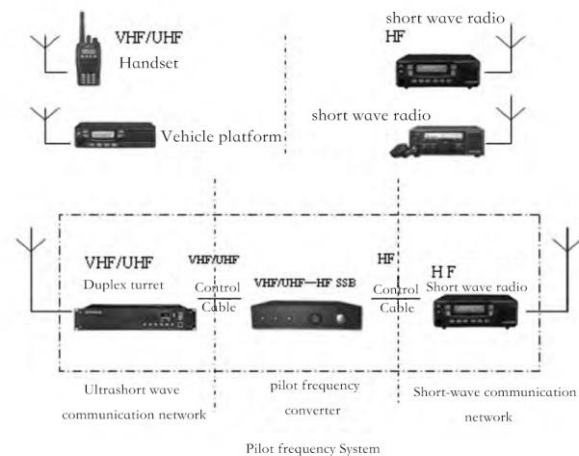 VHF/UHF
Handset
short wave radio
HF
Vehicle platform
short wave radio
VHF/UHF
Duplex turret
VHF/UHF
Control
Cable
VHF/UHF—HF SSB
HF
Control
Cable
HF
Short wave radio
Ultrashort wave
communication network
pilot frequency
converter
Short-wave communication
network
Pilot frequency System